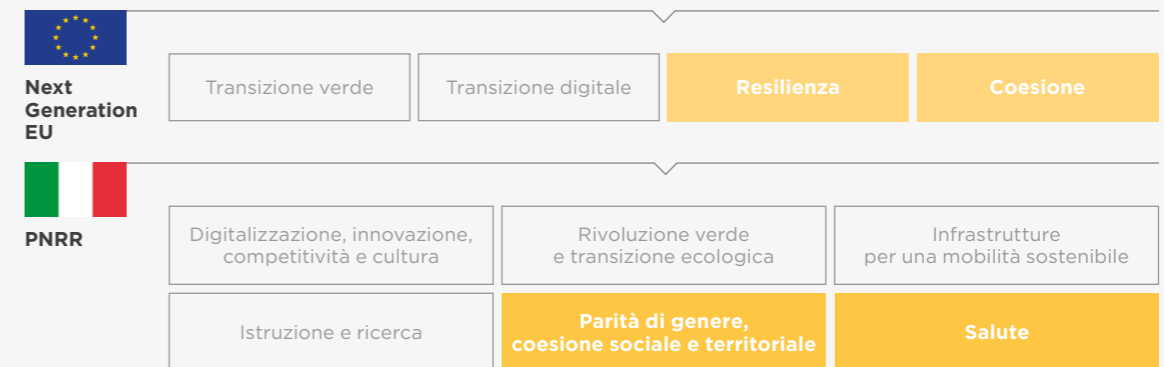 Next
Generation
EU
Transizione verde
Transizione digitale
Resilienza
Coesione
PNRR
Digitalizzazione, innovazione,
competitività e cultura
Rivoluzione verde
e transizione ecologica
Infrastrutture
per una mobilità sostenibile
Istruzione e ricerca
Parità di genere,
coesione sociale e territoriale
Salute